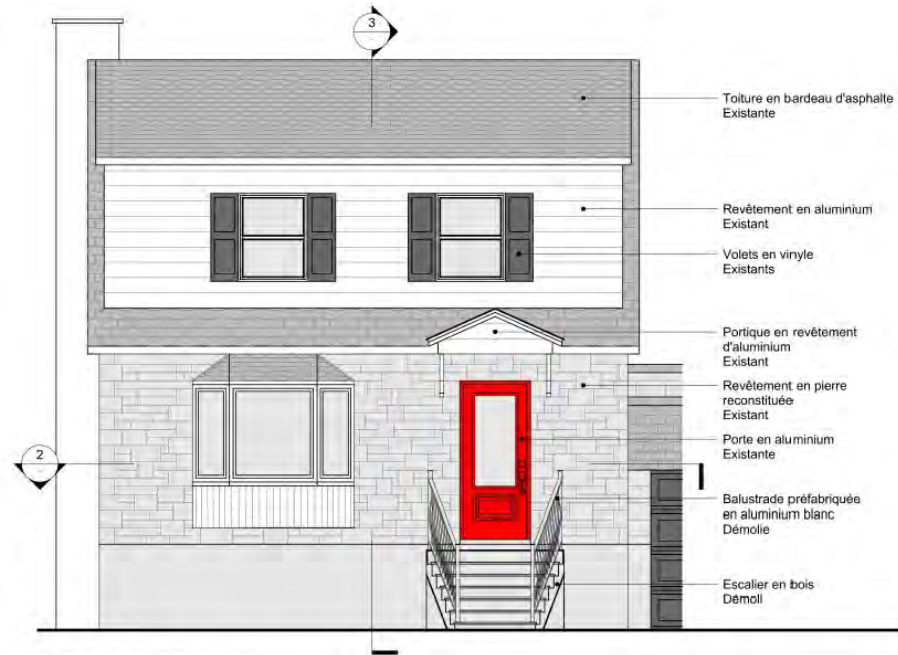 3
Toiture en bardeau d'asphalte
Existante
Revêtement en aluminium
Existant
Volets en vinyle
Existants
Portique en revêtement
d'aluminium
Existant
Revêtement en pierre
reconstituée
Existant
2
Porte en aluminium
Existante
Balustrade préfabriquée
en aluminium blanc
Démolie
Escalier en bois
Démoli